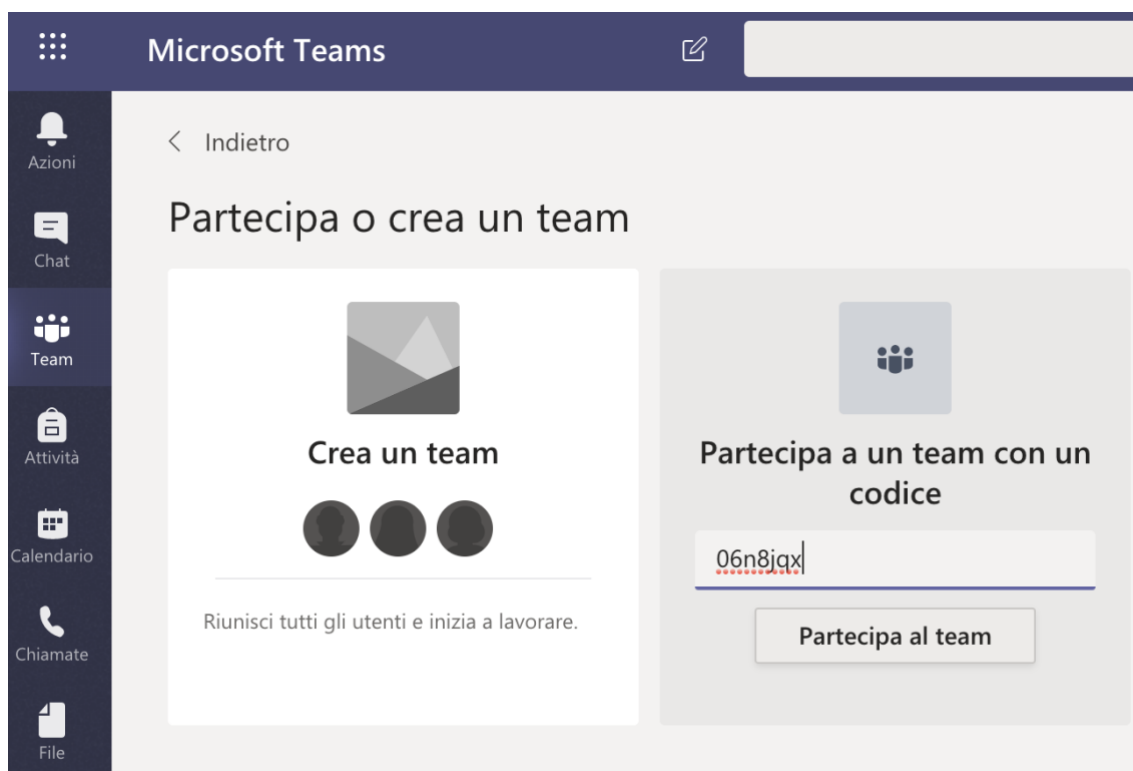 Microsoft Teams
Azioni
Chat
Team
Attività
Calendario
Chiamate
File
Indietro
Partecipa o crea un team
Crea un team
Riunisci tutti gli utenti e inizia a lavorare.
Partecipa a un team con un
codice
06n8jqx
Partecipa al team